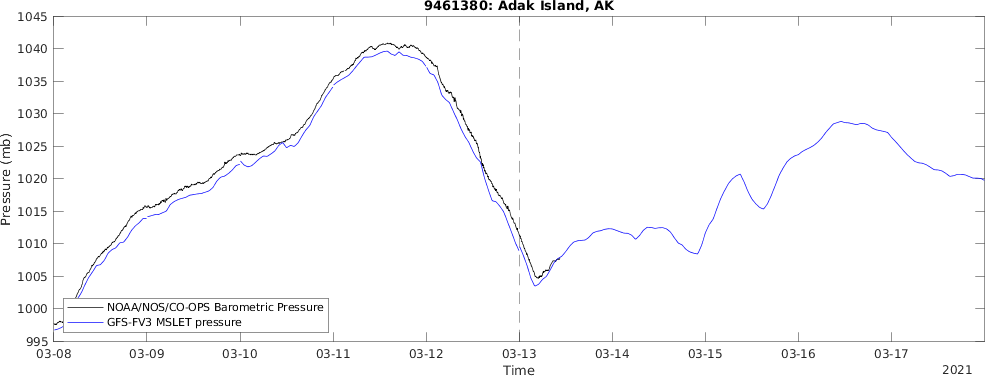 9461380: Adak Island, AK
Pressure (mb)
1045
1040
1035
1030
1025
1020
1015
1010
1005
1000
995
NOAA/NOS/CO-OPS Barometric Pressure
GFS-FV3 MSLET pressure
03-08 03-09 03-10 03-11 03-12 03-13 03-14 03-15 03-16 03-17
Time
2021